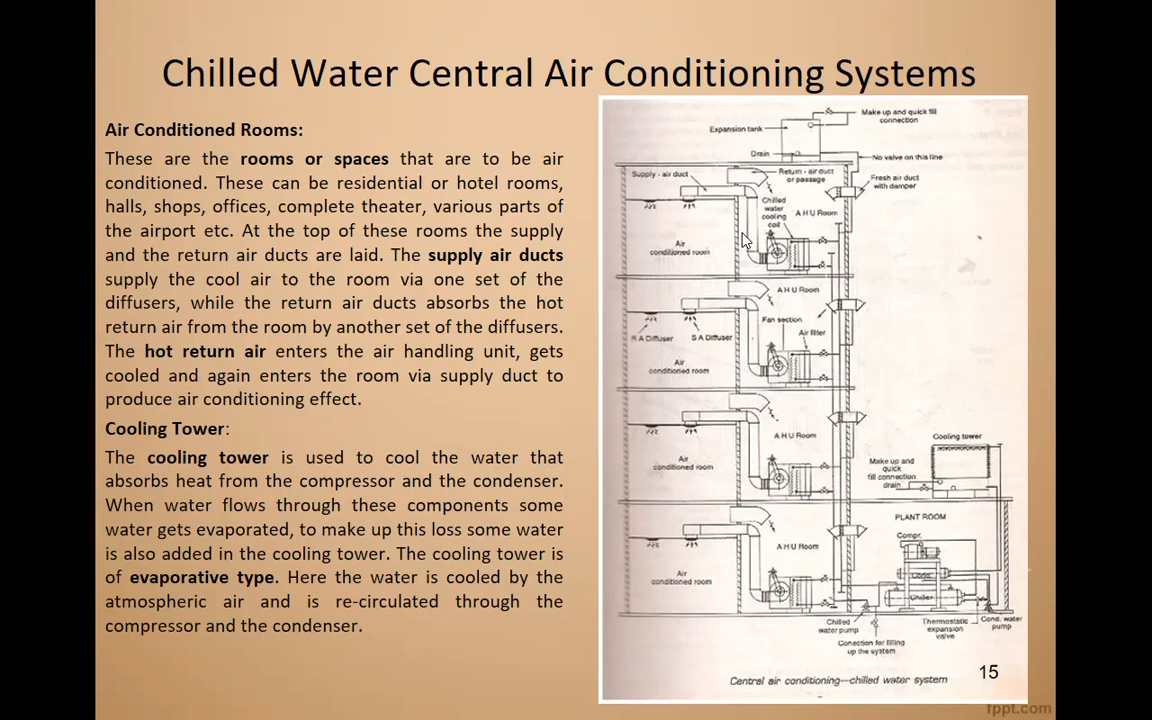 Chilled Water Central Air Conditioning Systems
Air Conditioned Rooms:
These are the rooms or spaces that are to be air
conditioned. These can be residential or hotel rooms,
halls, shops, offices, complete theater, various parts of
the airport etc. At the top of these rooms the supply
and the return air ducts are laid. The supply air ducts
supply the cool air to the room via one set of the
diffusers, while the return air ducts absorbs the hot
return air from the room by another set of the diffusers.
The hot return air enters the air handling unit, gets
cooled and again enters the room via supply duct to
produce air conditioning effect.
Cooling Tower:
The cooling tower is used to cool the water that
absorbs heat from the compressor and the condenser.
When water flows through these components some
water gets evaporated, to make up this loss some water
is also added in the cooling tower. The cooling tower is
of evaporative type. Here the water is cooled by the
atmospheric air and is re-circulated through the
compressor and the condenser.
Make up and quick fill
connection
Expansion tank
Drain
No valve on this line
Supply - air duct
Return - air duct
or passage
Fresh air duct
with damper
Chilled
water
cooling
coil
A H U Room
Air
conditioned room
A H U Room
Fan section
Air filter
R A Diffuser
S A Diffuser
Air
conditioned room
A H U Room
Air
conditioned room
Cooling tower
Make up and
quick
fill connection
drain
PLANT ROOM
Compr.
A H U Room
Cond.
Air
conditioned room
Chiller
Chilled
water pump
Thermostatic
expansion
valve
Cond. water
pump
Conection for filling
up the system
Central air conditioning—chilled water system
15
fppt.com